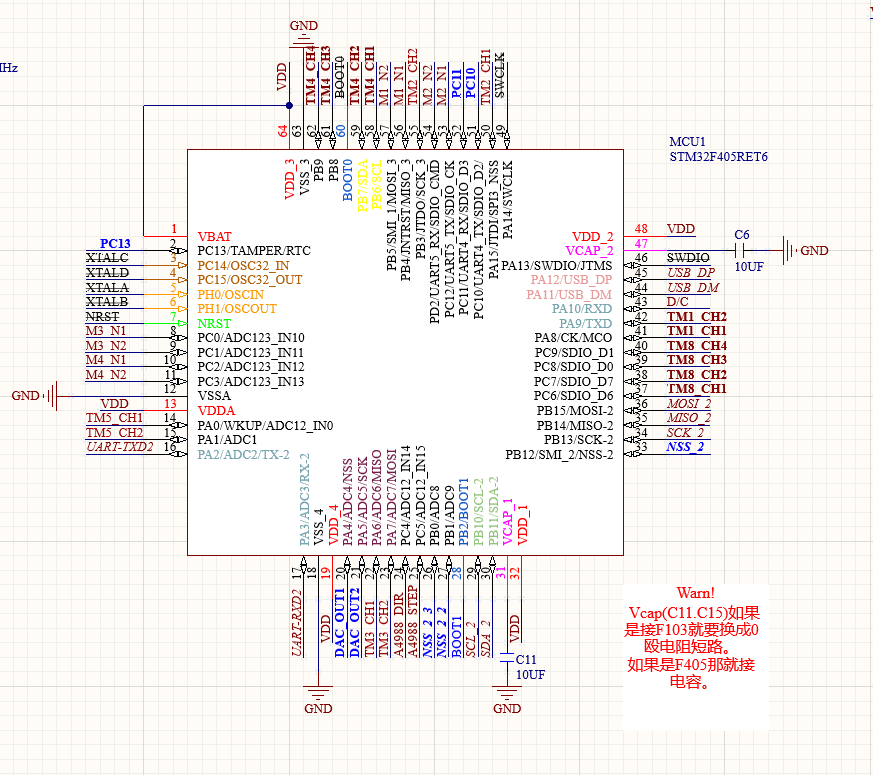 GND
Hz
VDD
TM4_CH4
TM4_CH3
BOOT0
TM4_CH2
TM4_CH1
M1_N2
M1_N1
TM2_CH2
M2_N2
M2_N1
PC11
PC10
TM2_CH1
SWCLK
64
63
62
61
60
59
58
57
56
55
54
53
52
51
50
49
VDD_3
VSS_3
PB9
PB8
BOOT0
PB7/SDA
PB6/SCL
PB5/SMI_1/MOSI_3
PB4/JNTRST/MISO_3
PB3/JTDO/SCK_3
PD2/UART5_RX/SDIO_CMD
PC12/UART5_TX/SDIO_CK
PC11/UART4_RX/SDIO_D3
PC10/UART4_TX/SDIO_D2/
PA15/JTDI/SPI3_NSS
PA14/SWCLK
MCU1
STM32F405RET6
1 VBAT
PC13 2 PC13/TAMPER/RTC
XTALC 3 PC14/OSC32_IN
XTALD 4 PC15/OSC32_OUT
XTALA 5 PH0/OSCIN
XTALB 6 PH1/OSCOUT
NRST 7 NRST
M3_N1 8 PC0/ADC123_IN10
M3_N2 9 PC1/ADC123_IN11
M4_N1 10 PC2/ADC123_IN12
M4_N2 11 PC3/ADC123_IN13
GND 12 VSSA
VDD 13 VDDA
TM5_CH1 14 PA0/WKUP/ADC12_IN0
TM5_CH2 15 PA1/ADC1
UART-TXD2 16 PA2/ADC2/TX-2
VDD_2 48 VDD
VCAP_2 47 C6 10UF GND
PA13/SWDIO/JTMS 46 SWDIO
PA12/USB_DP 45 USB_DP
PA11/USB_DM 44 USB_DM
PA10/RXD 43 D/C
PA9/TXD 42 TM1_CH2
PA8/CK/MCO 41 TM1_CH1
PC9/SDIO_D1 40 TM8_CH4
PC8/SDIO_D0 39 TM8_CH3
PC7/SDIO_D7 38 TM8_CH2
PC6/SDIO_D6 37 TM8_CH1
PB15/MOSI-2 36 MOSI_2
PB14/MISO-2 35 MISO_2
PB13/SCK-2 34 SCK_2
PB12/SMI_2/NSS-2 33 NSS_2
PA3/ADC3/RX-2
VSS_4
VDD_4
PA4/ADC4/NSS
PA5/ADC5/SCK
PA6/ADC6/MISO
PA7/ADC7/MOSI
PC4/ADC12_IN14
PC5/ADC12_IN15
PB0/ADC8
PB1/ADC9
PB2/BOOT1
PB10/SCL-2
PB11/SDA-2
VCAP_1
VDD_1
17
18
19
20
21
22
23
24
25
26
27
28
29
30
31
32
UART-RXD2
VDD
DAC_OUT1
DAC_OUT2
TM3_CH1
TM3_CH2
A4988_DIR
A4988_STEP
NSS_2_3
NSS_2_2
BOOT1
SCL_2
SDA_2
VDD
C11
10UF
GND
GND
Warn!
Vcap(C11.C15)如果
是接F103就要换成0
殴电阻短路。
如果是F405那就接
电容。